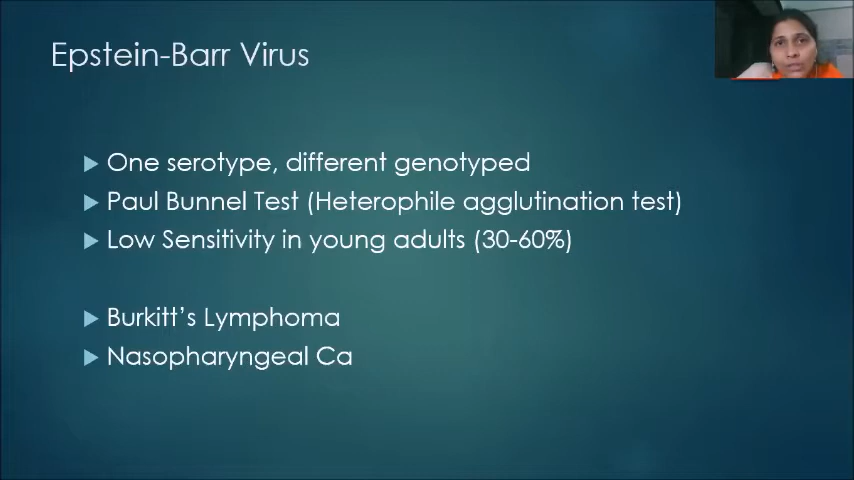 Epstein-Barr Virus
One serotype, different genotyped
Paul Bunnel Test (Heterophile agglutination test)
Low Sensitivity in young adults (30-60%)
Burkitt's Lymphoma
Nasopharyngeal Ca